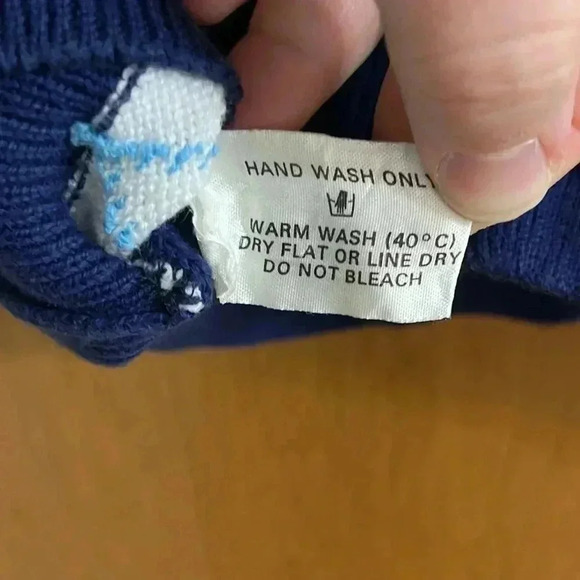 HAND WASH ONLY
WARM WASH (40°C)
DRY FLAT OR LINE DRY
DO NOT BLEACH